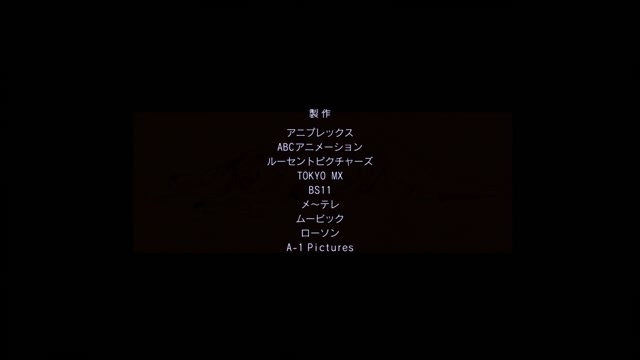 製作
アニプレックス
ABCアニメーション
ルーセントピクチャーズ
TOKYO MX
BS11
メ～テレ
ムービック
ローソン
A-1 Pictures